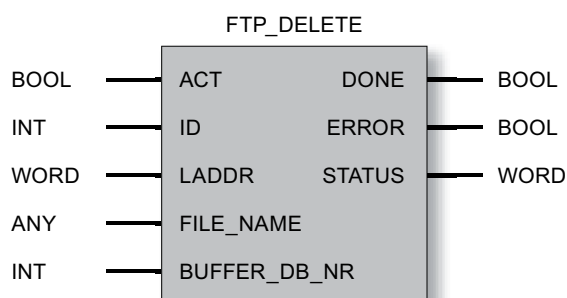 FTP_DELETE
BOOL ACT DONE BOOL
INT ID ERROR BOOL
WORD LADDR STATUS WORD
ANY FILE_NAME
INT BUFFER_DB_NR